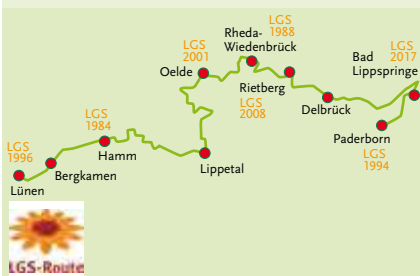 LGS
1996
Lünen
Bergkamen
LGS
1984
Hamm
Lippetal
LGS
2001
Oelde
Rheda-
Wiedenbrück
LGS
1988
Rietberg
LGS
2008
Delbrück
Bad
Lippspringe
LGS
2017
Paderborn
LGS
1994
LGS-Route